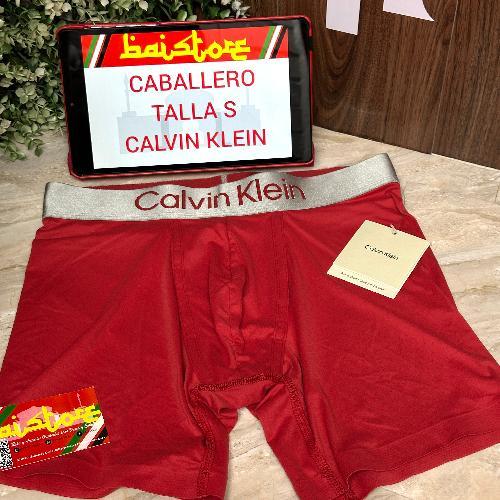 baistore
CABALLERO
TALLA S
CALVIN KLEIN
Calvin Klein
Calvin Klein
baistore